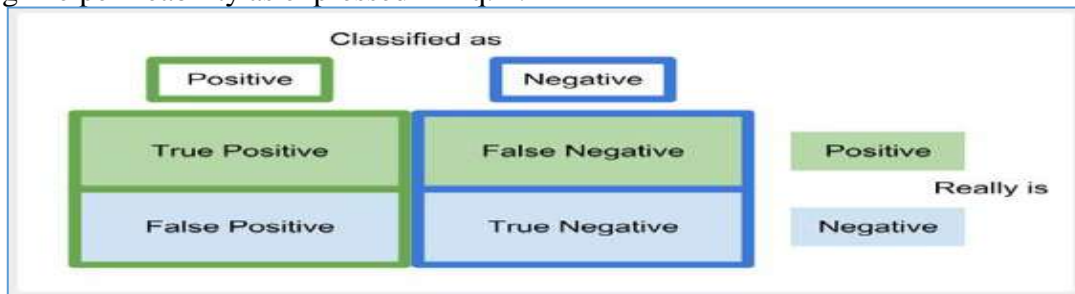 Classified as
Positive Negative
True Positive False Negative Positive
Really is
False Positive True Negative Negative